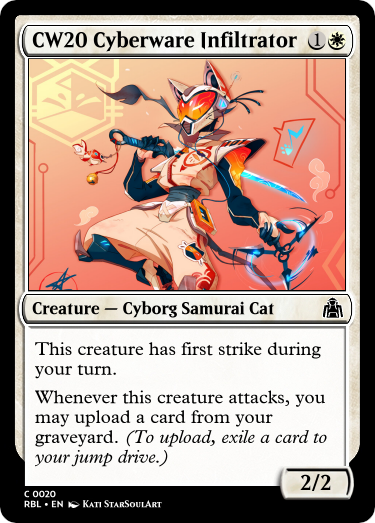 CW20 Cyberware Infiltrator 1
Creature — Cyborg Samurai Cat
This creature has first strike during
your turn.
Whenever this creature attacks, you
may upload a card from your
graveyard. (To upload, exile a card to
your jump drive.)
2/2
C 0020
RBL • EN Kati StarSoulArt